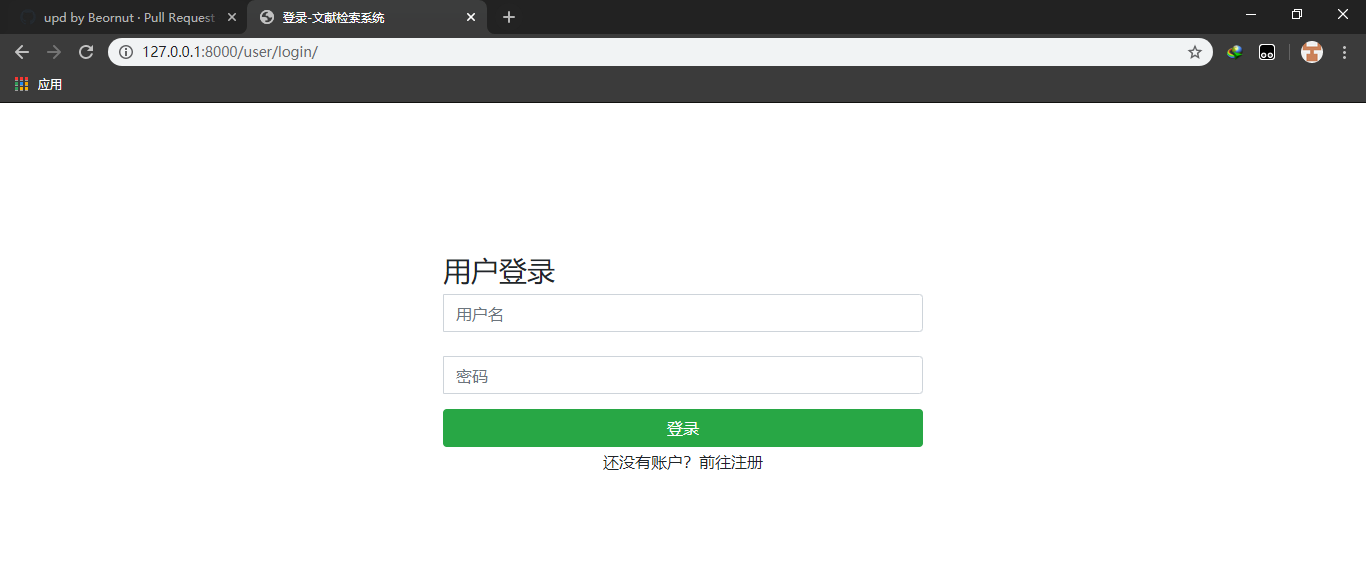 upd by Beornut · Pull Request
登录-文献检索系统
127.0.0.1:8000/user/login/
应用
用户登录
用户名
密码
登录
还没有账户？前往注册